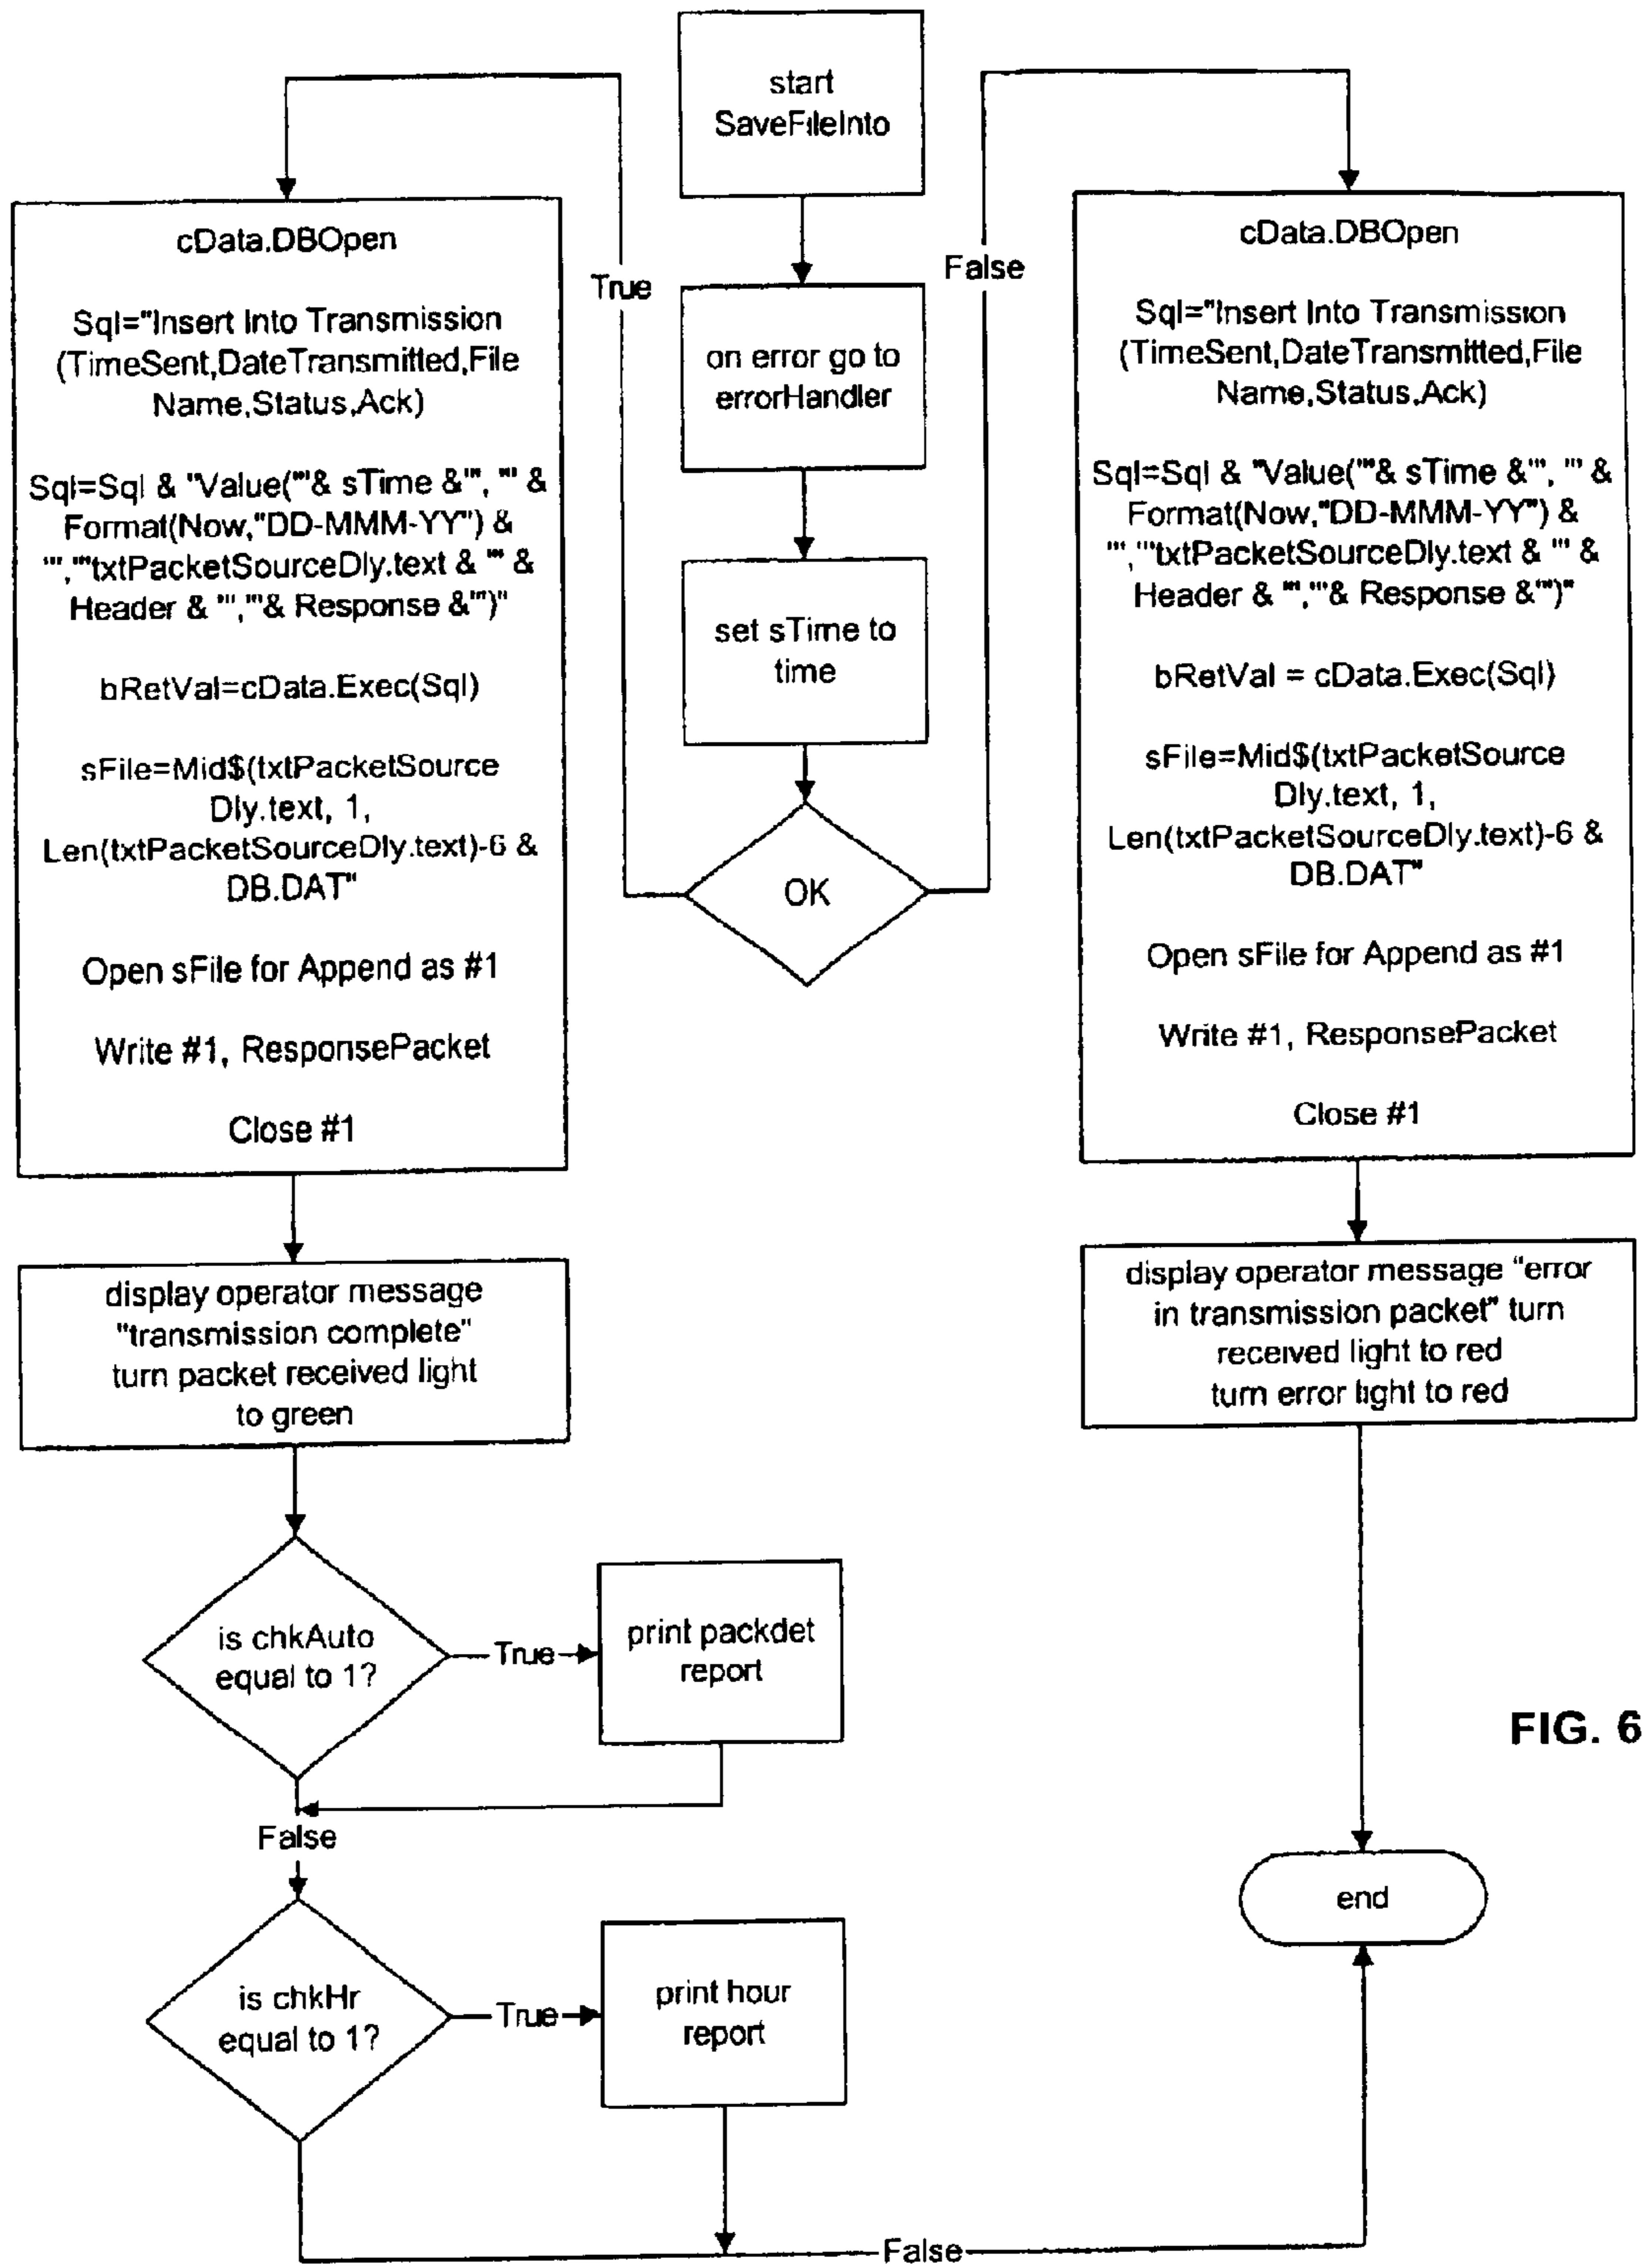 start
SaveFileInto
True
False
on error go to
errorHandler
set sTime to
time
OK
cData.DBOpen
Sql="Insert Into Transmission
(TimeSent,DateTransmitted,File
Name,Status,Ack)
Sql=Sql & "Value('"& sTime &"', '" &
Format(Now,"DD-MMM-YY") &
"','"txtPacketSourceDly.text & "' &
Header & "','"& Response &"')"
bRetVal=cData.Exec(Sql)
sFile=Mid$(txtPacketSource
Dly.text, 1,
Len(txtPacketSourceDly.text)-6 &
DB.DAT"
Open sFile for Append as #1
Write #1, ResponsePacket
Close #1
cData.DBOpen
Sql="Insert Into Transmission
(TimeSent,DateTransmitted,File
Name,Status,Ack)
Sql=Sql & "Value('"& sTime &"', '" &
Format(Now,"DD-MMM-YY") &
"','"txtPacketSourceDly.text & "' &
Header & "','"& Response &"')"
bRetVal = cData.Exec(Sql)
sFile=Mid$(txtPacketSource
Dly.text, 1,
Len(txtPacketSourceDly.text)-6 &
DB.DAT"
Open sFile for Append as #1
Write #1, ResponsePacket
Close #1
display operator message
"transmission complete"
turn packet received light
to green
display operator message "error
in transmission packet" turn
received light to red
turn error light to red
is chkAuto
equal to 1?
True
print packdet
report
False
FIG. 6
is chkHr
equal to 1?
True
print hour
report
end
False